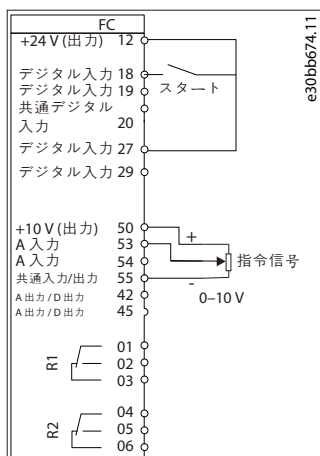 FC
+24 V (出力) 12
デジタル入力 18
スタート
デジタル入力 19
共通デジタル
入力 20
デジタル入力 27
デジタル入力 29
+10 V (出力) 50
+
A 入力 53
A 入力 54
指令信号
共通入力/出力 55
-
A 出力 / D 出力 42
0–10 V
A 出力 / D 出力 45
R1
01
02
03
R2
04
05
06
e30bb674.11